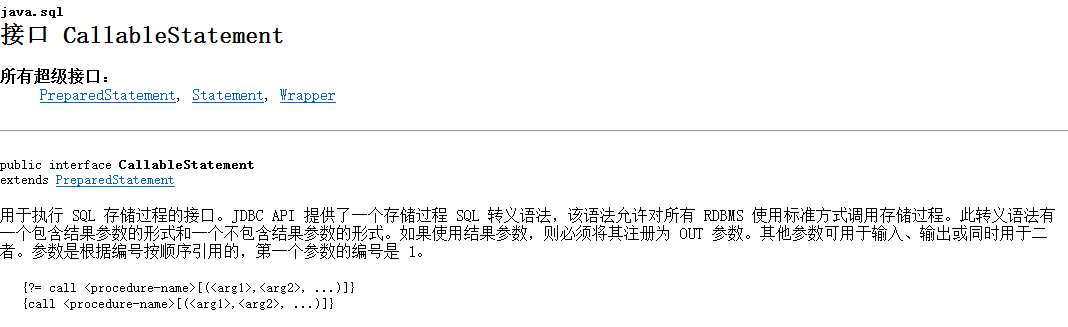 java.sql
接口 CallableStatement
所有超级接口：
PreparedStatement, Statement, Wrapper
public interface CallableStatement
extends PreparedStatement
用于执行 SQL 存储过程的接口。JDBC API 提供了一个存储过程 SQL 转义语法，该语法允许对所有 RDBMS 使用标准方式调用存储过程。此转义语法有
一个包含结果参数的形式和一个不包含结果参数的形式。如果使用结果参数，则必须将其注册为 OUT 参数。其他参数可用于输入、输出或同时用于二
者。参数是根据编号按顺序引用的，第一个参数的编号是 1。
{?= call <procedure-name>[(<arg1>,<arg2>, ...)]}
{call <procedure-name>[(<arg1>,<arg2>, ...)]}